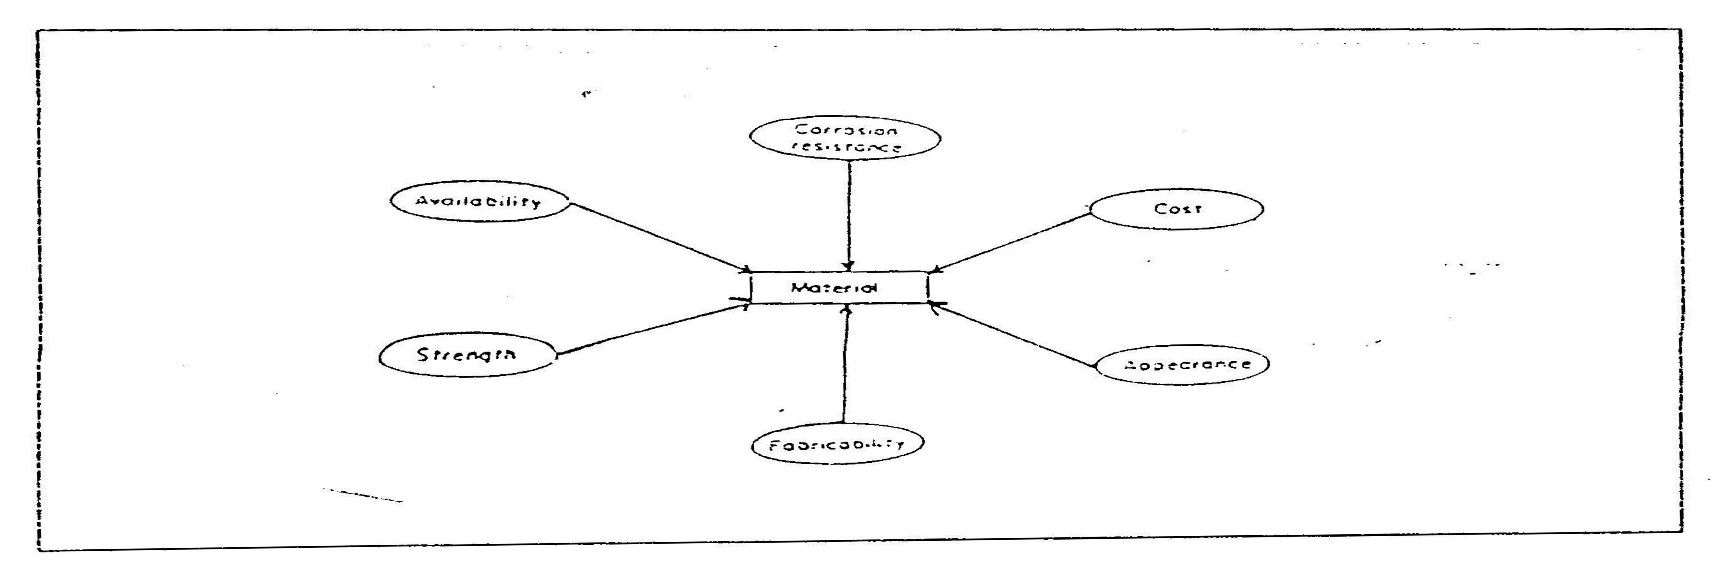 Corrosion
resistance
Availability
Cost
Material
Strength
Appearance
Fabricability